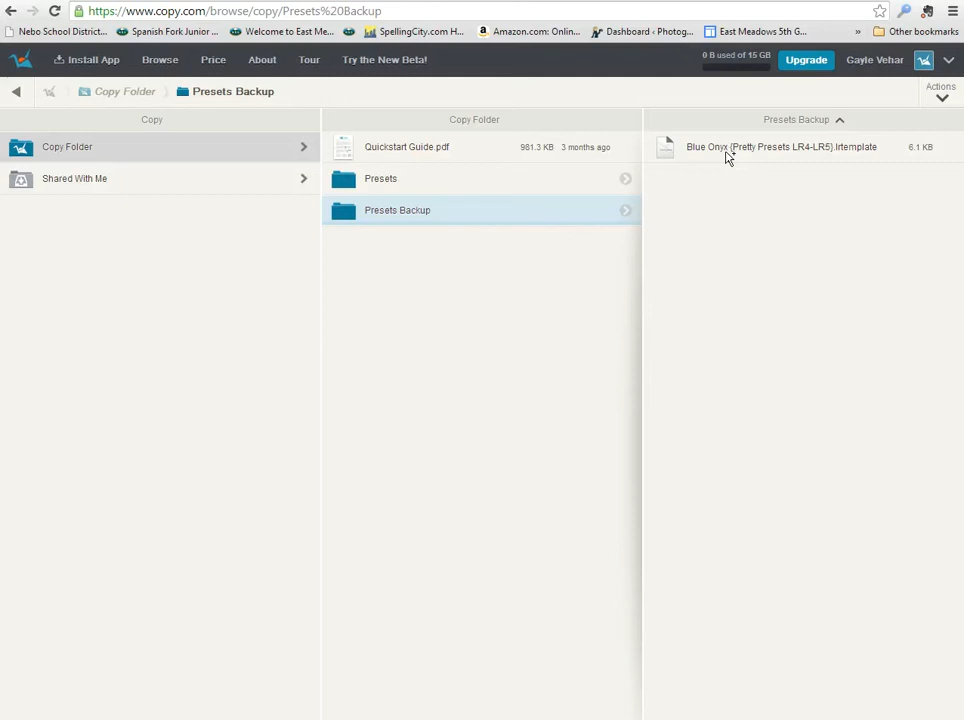 https://www.copy.com/browse/copy/Presets%20Backup
Nebo School District... Spanish Fork Junior ... Welcome to East Me... SpellingCity.com H... Amazon.com: Onlin... Dashboard ‹ Photog... East Meadows 5th G... » Other bookmarks
Install App Browse Price About Tour Try the New Beta! 0 B used of 15 GB Upgrade Gayle Vehar
Copy Folder Presets Backup Actions
Copy Copy Folder Presets Backup
Copy Folder Quickstart Guide.pdf 981.3 KB 3 months ago Blue Onyx {Pretty Presets LR4-LR5}.lrtemplate 6.1 KB
Shared With Me Presets
Presets Backup